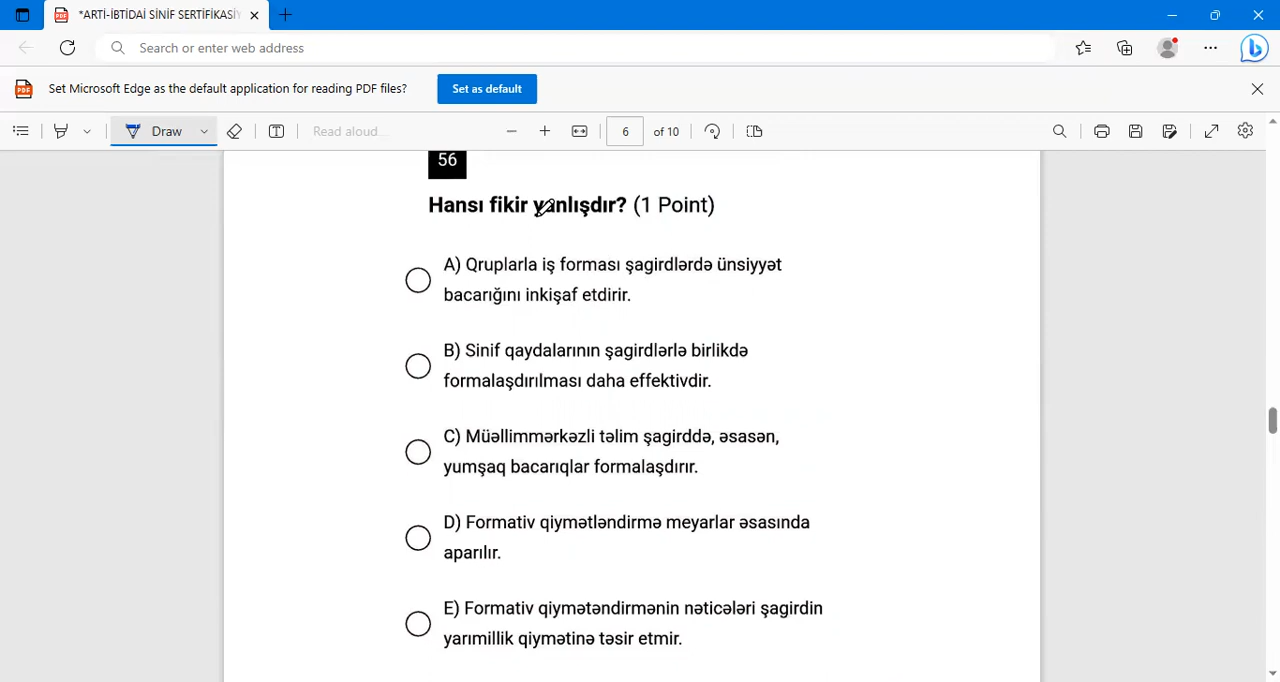 *ARTİ-İBTİDAİ SİNİF SERTİFİKASİY
Search or enter web address
Set Microsoft Edge as the default application for reading PDF files?
Set as default
Draw
Read aloud...
6 of 10
56
Hansı fikir yanlışdır? (1 Point)
A) Qruplarla iş forması şagirdlərdə ünsiyyət
bacarığını inkişaf etdirir.
B) Sinif qaydalarının şagirdlərlə birlikdə
formalaşdırılması daha effektivdir.
C) Müəllimmərkəzli təlim şagirddə, əsasən,
yumşaq bacarıqlar formalaşdırır.
D) Formativ qiymətləndirmə meyarlar əsasında
aparılır.
E) Formativ qiymətəndirmənin nəticələri şagirdin
yarımillik qiymətinə təsir etmir.